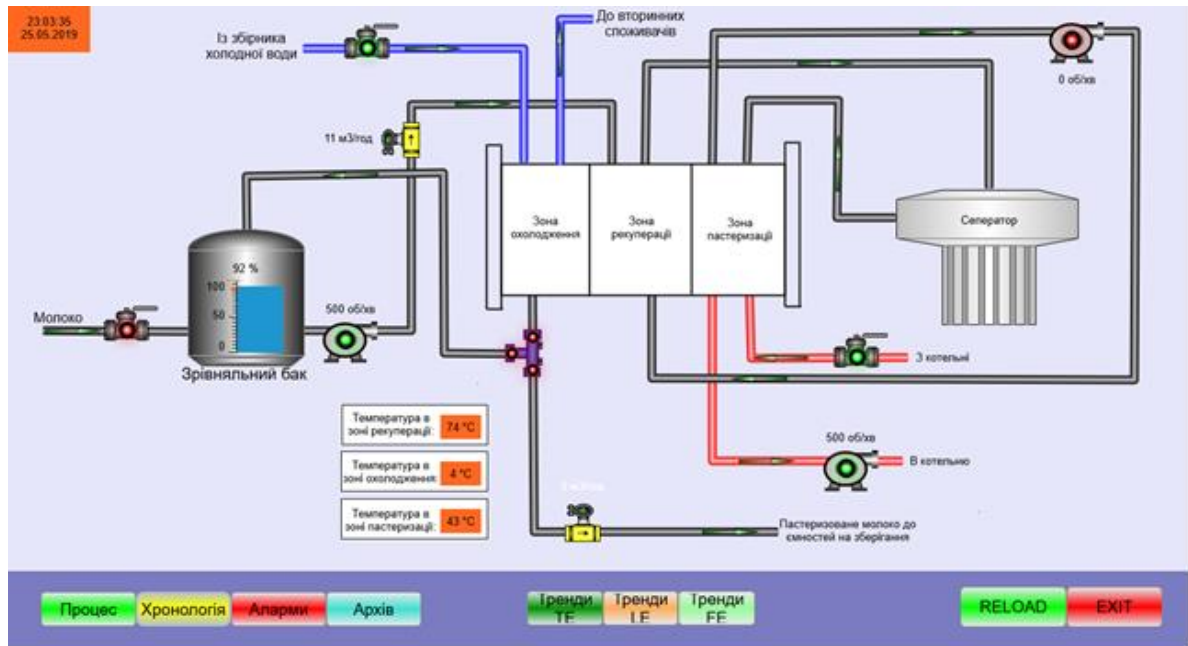 23:03:35
25.05.2019
Із збірника
холодної води
До вторинних
споживачів
0 об/хв
11 м3/год
Зона
охолодження
Зона
рекуперації
Зона
пастеризації
Сепаратор
92 %
100
50
0
Молоко
500 об/хв
Зрівняльний бак
З котельні
Температура в
зоні рекуперації:
74 °C
Температура в
зоні охолодження:
4 °C
Температура в
зоні пастеризації:
43 °C
500 об/хв
В котельню
Пастеризоване молоко до
ємностей на зберігання
Процес
Хронологія
Аларми
Архів
Тренди
TE
Тренди
LE
Тренди
FE
RELOAD
EXIT